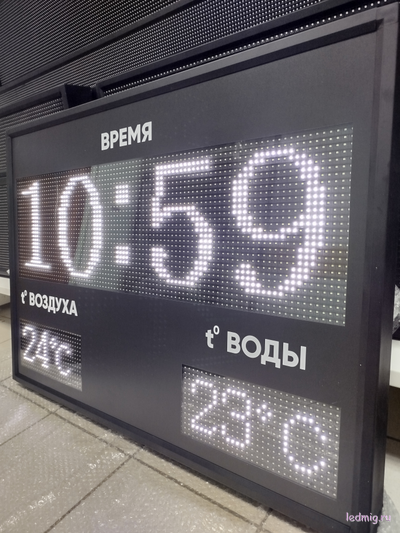 ВРЕМЯ
10:59
t° ВОЗДУХА
t° ВОДЫ
24°C
23°C
ledmig.ru